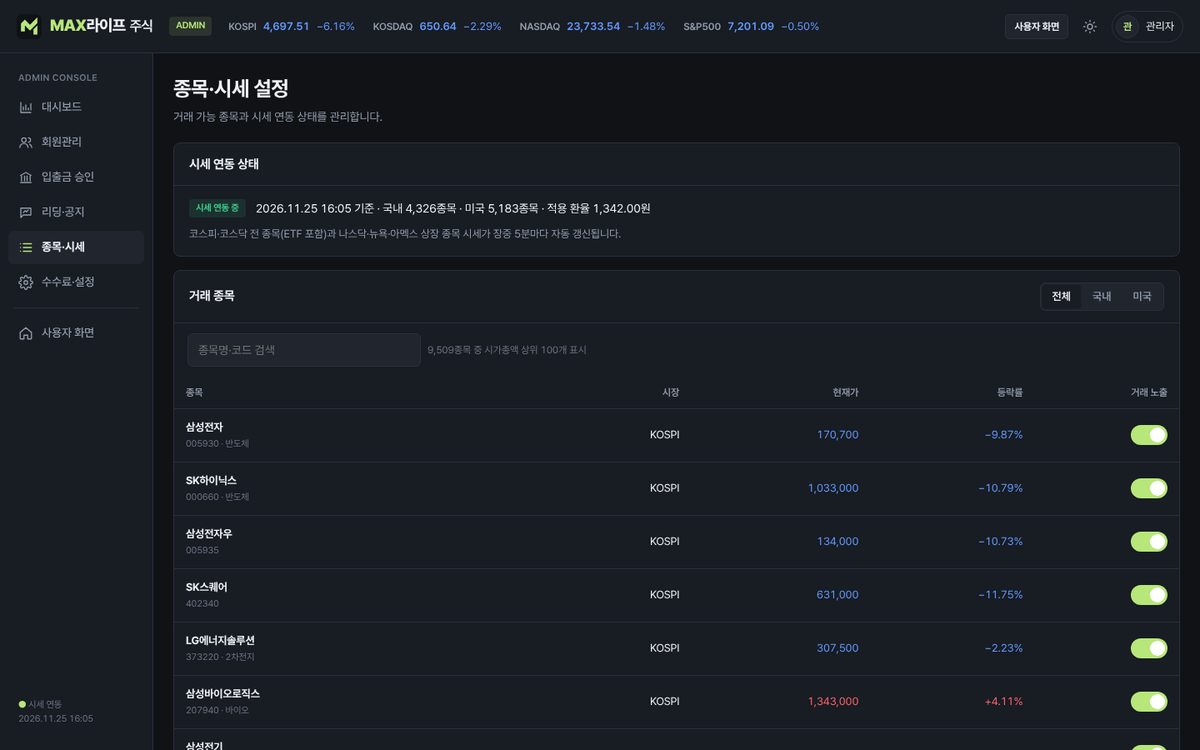 MAX라이프 주식 ADMIN KOSPI 4,697.51 −6.16% KOSDAQ 650.64 −2.29% NASDAQ 23,733.54 −1.48% S&P500 7,201.09 −0.50% 사용자 화면 관 관리자
ADMIN CONSOLE
대시보드
회원관리
입출금 승인
리딩·공지
종목·시세
수수료·설정
사용자 화면
시세 연동
2026.11.25 16:05
종목·시세 설정
거래 가능 종목과 시세 연동 상태를 관리합니다.
시세 연동 상태
시세 연동 중 2026.11.25 16:05 기준 · 국내 4,326종목 · 미국 5,183종목 · 적용 환율 1,342.00원
코스피·코스닥 전 종목(ETF 포함)과 나스닥·뉴욕·아멕스 상장 종목 시세가 장중 5분마다 자동 갱신됩니다.
거래 종목 전체 국내 미국
종목명·코드 검색 9,509종목 중 시가총액 상위 100개 표시
종목 시장 현재가 등락률 거래 노출
삼성전자 KOSPI 170,700 −9.87%
005930 · 반도체
SK하이닉스 KOSPI 1,033,000 −10.79%
000660 · 반도체
삼성전자우 KOSPI 134,000 −10.73%
005935
SK스퀘어 KOSPI 631,000 −11.75%
402340
LG에너지솔루션 KOSPI 307,500 −2.23%
373220 · 2차전지
삼성바이오로직스 KOSPI 1,343,000 +4.11%
207940 · 바이오
삼성전기